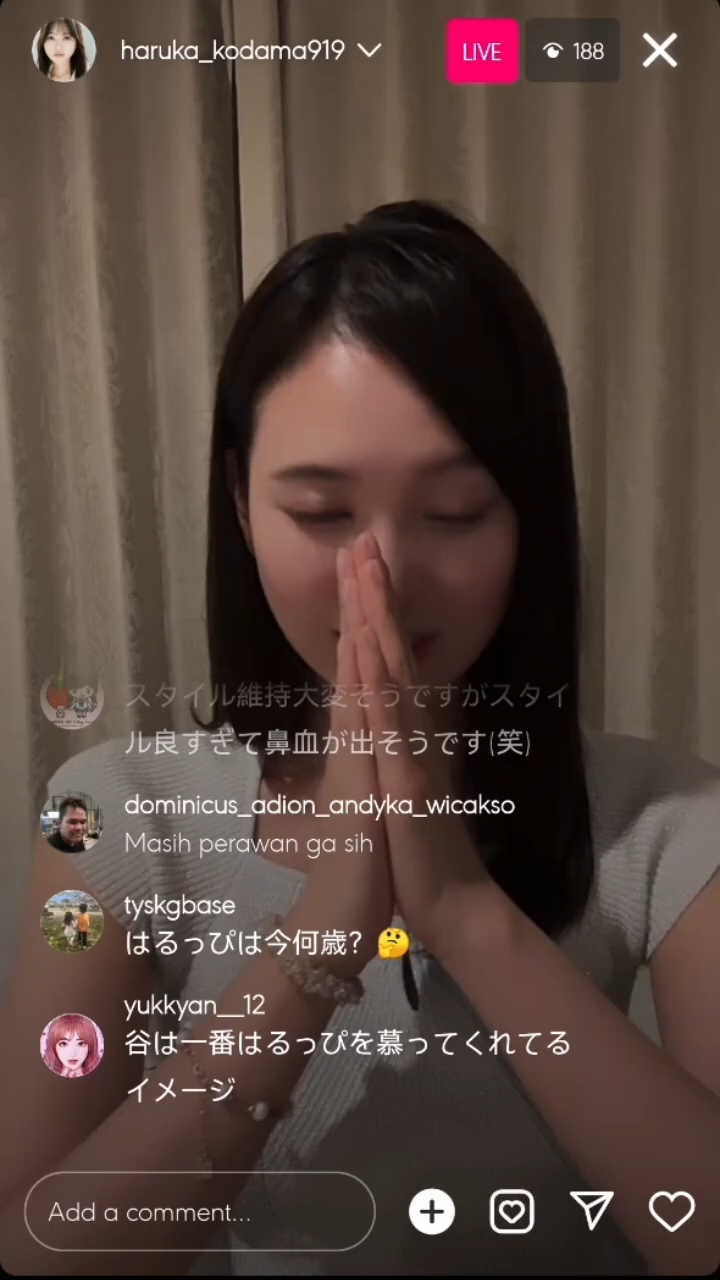 haruka_kodama919
LIVE
188
スタイル維持大変そうですがスタイ
ル良すぎて鼻血が出そうです(笑)
dominicus_adion_andyka_wicakso
Masih perawan ga sih
tyskgbase
はるっぴは今何歳? 🤔
yukkyan__12
谷は一番はるっぴを慕ってくれてる
イメージ
Add a comment...